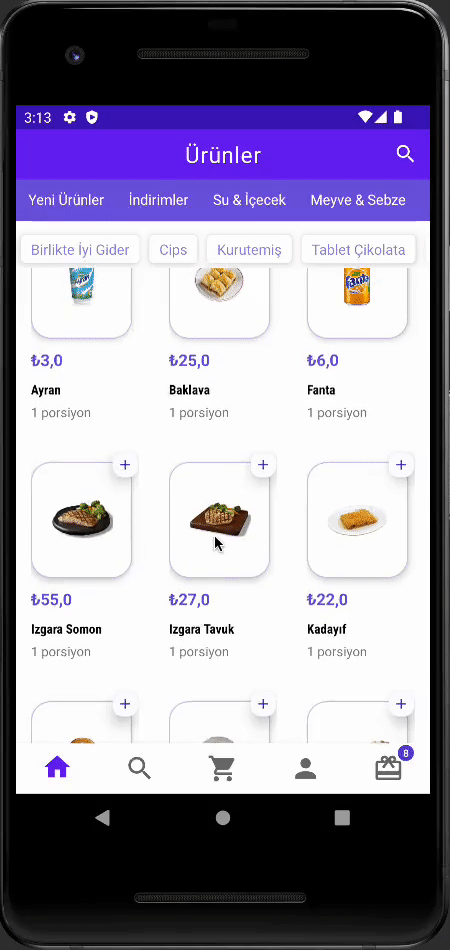 3:13
Ürünler
Yeni Ürünler İndirimler Su & İçecek Meyve & Sebze
Birlikte İyi Gider Cips Kurutemiş Tablet Çikolata
Fanta
₺3,0 ₺25,0 ₺6,0
Ayran Baklava Fanta
1 porsiyon 1 porsiyon 1 porsiyon
+ + +
₺55,0 ₺27,0 ₺22,0
Izgara Somon Izgara Tavuk Kadayıf
1 porsiyon 1 porsiyon 1 porsiyon
+ + +
8